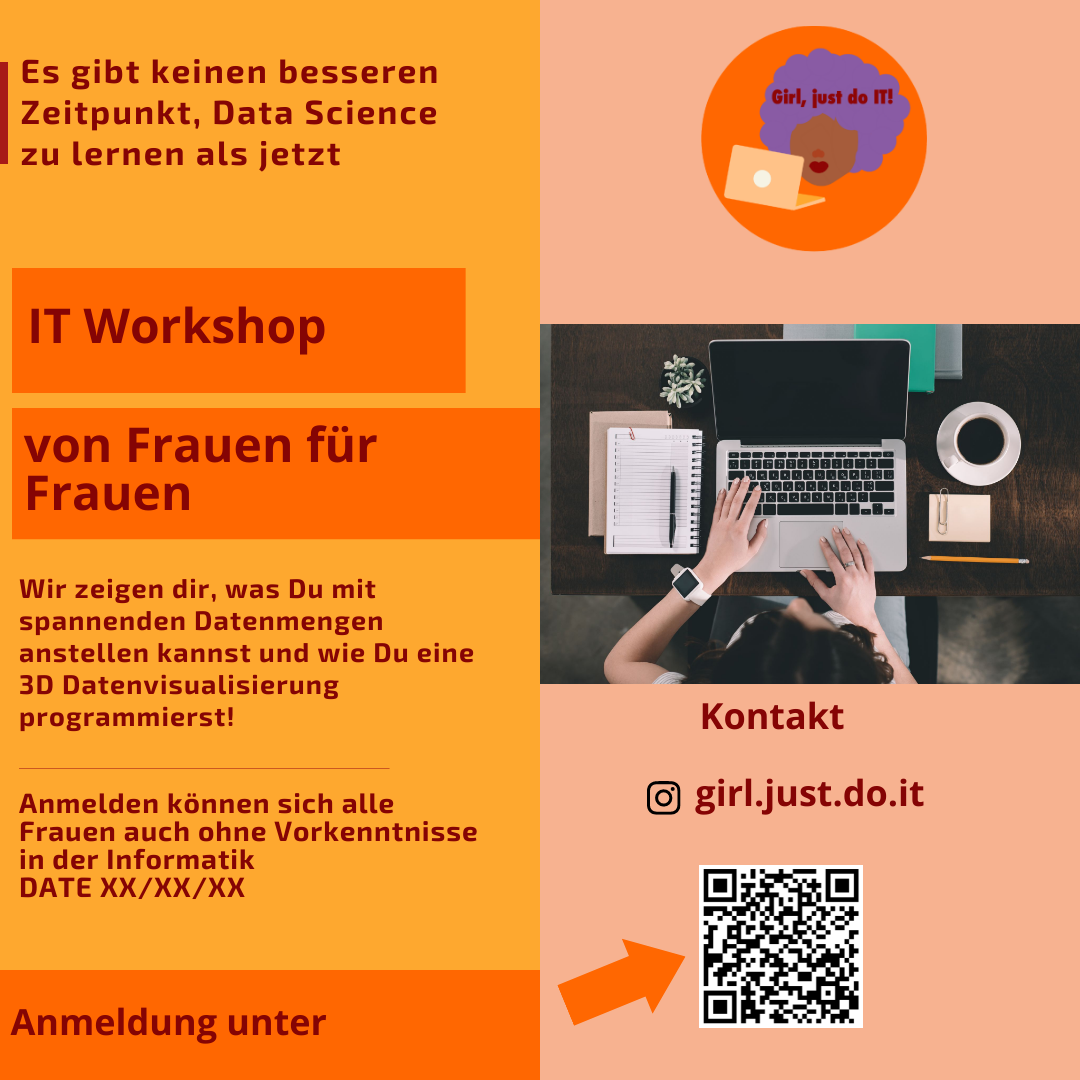 Es gibt keinen besseren
Zeitpunkt, Data Science
zu lernen als jetzt
IT Workshop
von Frauen für
Frauen
Wir zeigen dir, was Du mit
spannenden Datenmengen
anstellen kannst und wie Du eine
3D Datenvisualisierung
programmierst!
Anmelden können sich alle
Frauen auch ohne Vorkenntnisse
in der Informatik
DATE XX/XX/XX
Anmeldung unter
Girl, just do IT!
Kontakt
girl.just.do.it